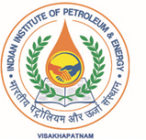 INDIAN INSTITUTE OF PETROLEUM & ENERGY
भारतीय पेट्रोलियम और ऊर्जा संस्थान
VISAKHAPATNAM